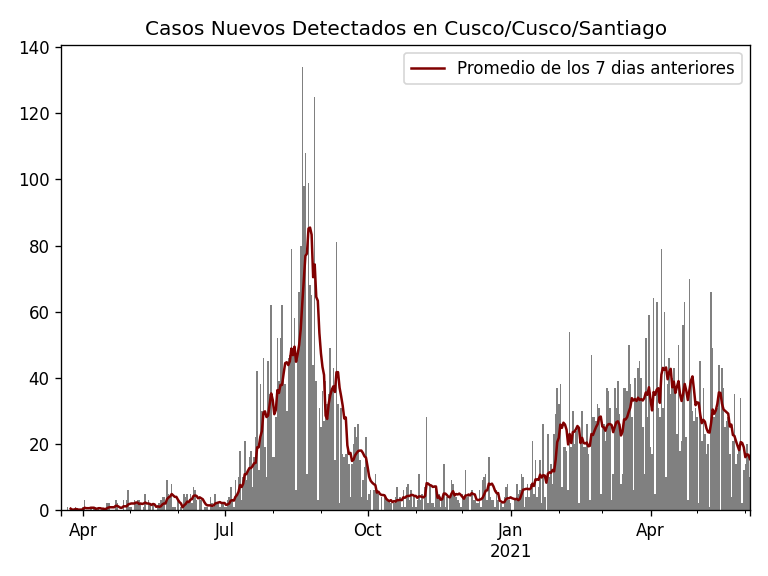 Casos Nuevos Detectados en Cusco/Cusco/Santiago
140
120
100
80
60
40
20
0
Promedio de los 7 dias anteriores
Apr
Jul
Oct
Jan
2021
Apr